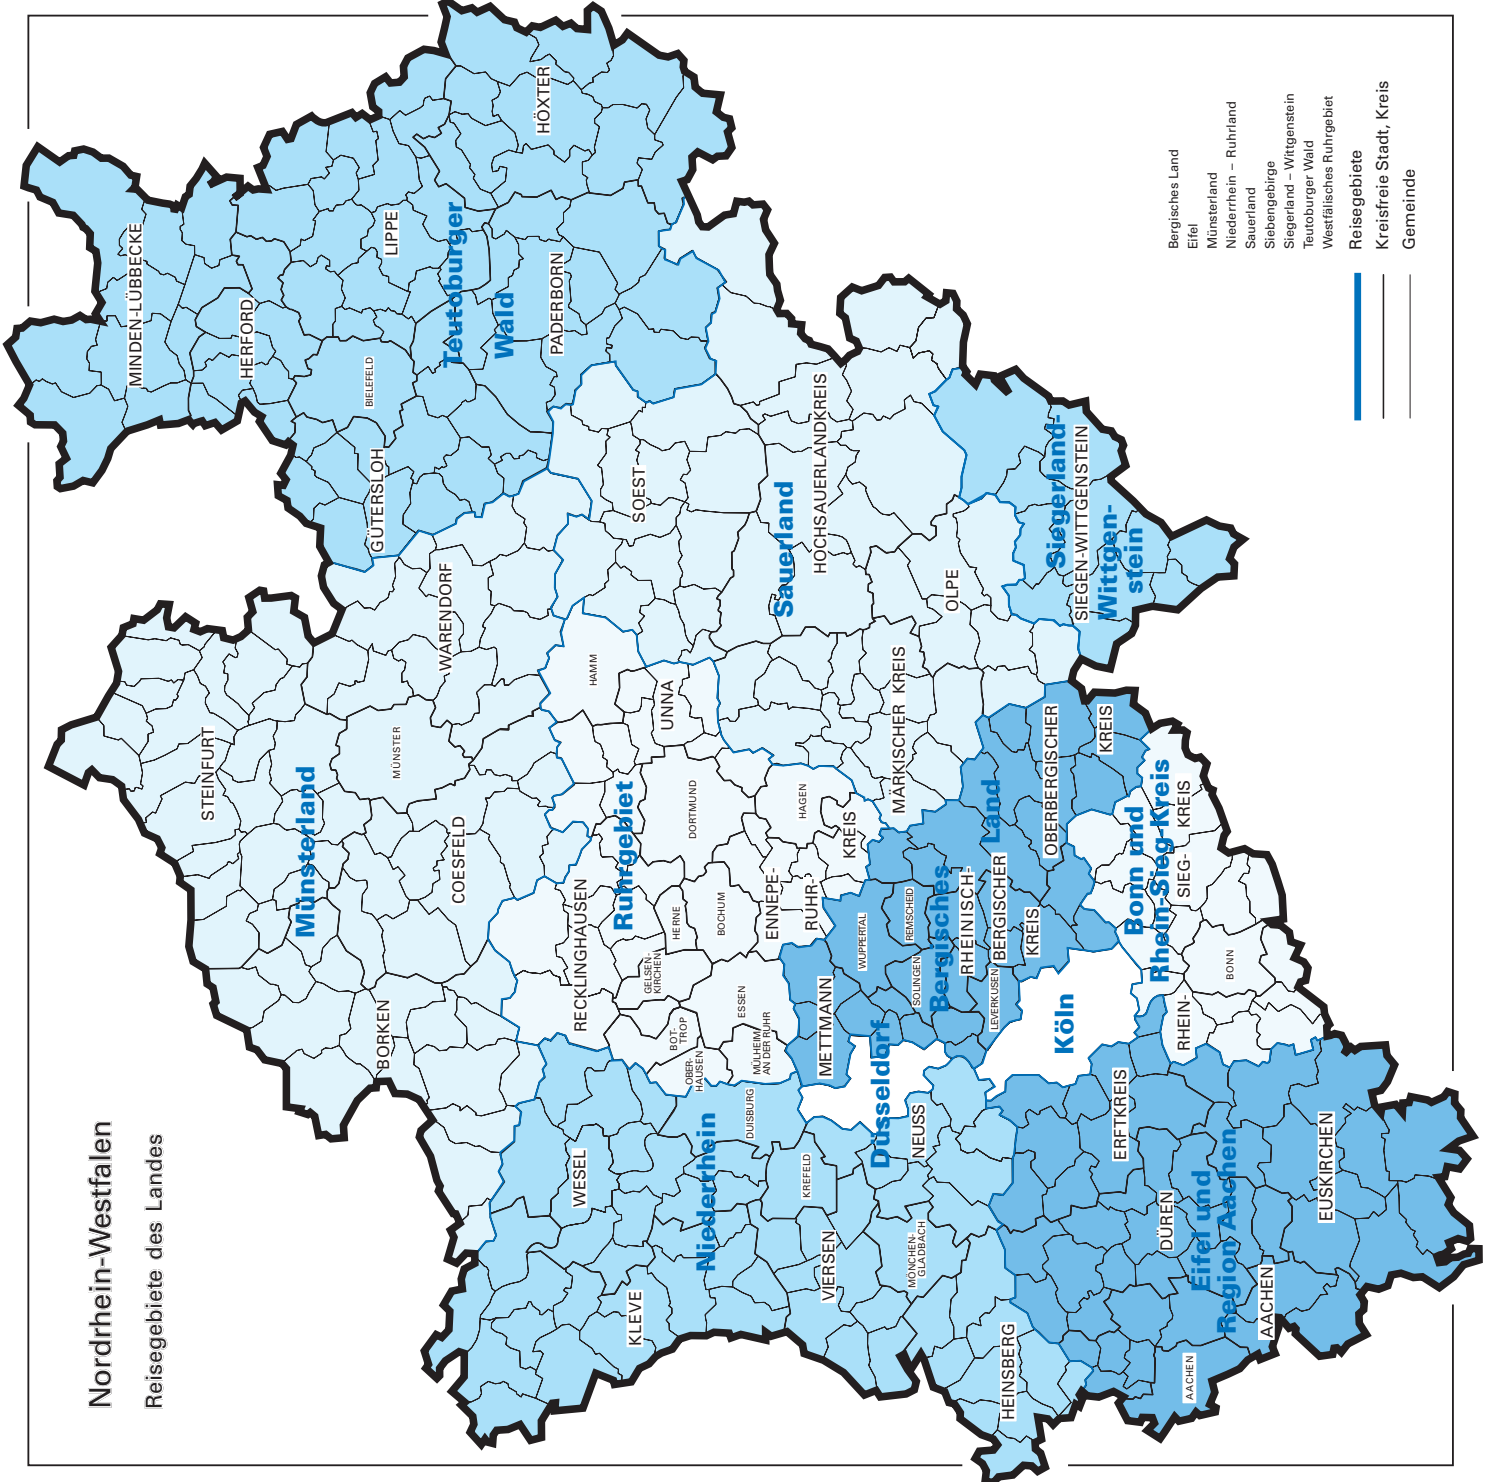 Nordrhein-Westfalen
Reisegebiete des Landes
STEINFURT
Münsterland
BORKEN
COESFELD
MÜNSTER
WARENDORF
MINDEN-LÜBBECKE
HERFORD
BIELEFELD
GÜTERSLOH
LIPPE
Teutoburger
Wald
PADERBORN
HÖXTER
KLEVE
WESEL
Niederrhein
DUISBURG
KREFELD
VIERSEN
MÖNCHEN-
GLADBACH
NEUSS
HEINSBERG
RECKLINGHAUSEN
Ruhrgebiet
BOT-
TROP
OBER-
HAUSEN
GELSEN-
KIRCHEN
HERNE
ESSEN
MÜLHEIM/
AN DER RUHR
BOCHUM
DORTMUND
HAMM
UNNA
HAGEN
ENNEPE-
RUHR-
KREIS
SOEST
Sauerland
HOCHSAUERLANDKREIS
MÄRKISCHER KREIS
OLPE
Siegerland-
SIEGEN-WITTGENSTEIN
Wittgen-
stein
METTMANN
Düsseldorf
WUPPERTAL
REMSCHEID
SOLINGEN
Bergisches
Land
RHEINISCH-
BERGISCHER
KREIS
LEVERKUSEN
OBERBERGISCHER
KREIS
Köln
Bonn und
Rhein-Sieg-Kreis
RHEIN-
SIEG-
KREIS
BONN
ERFTKREIS
DÜREN
Eifel und
Region Aachen
AACHEN
AACHEN
EUSKIRCHEN
Bergisches Land
Eifel
Münsterland
Niederrhein – Ruhrland
Sauerland
Siebengebirge
Siegerland – Wittgenstein
Teutoburger Wald
Westfälisches Ruhrgebiet
Reisegebiete
Kreisfreie Stadt, Kreis
Gemeinde